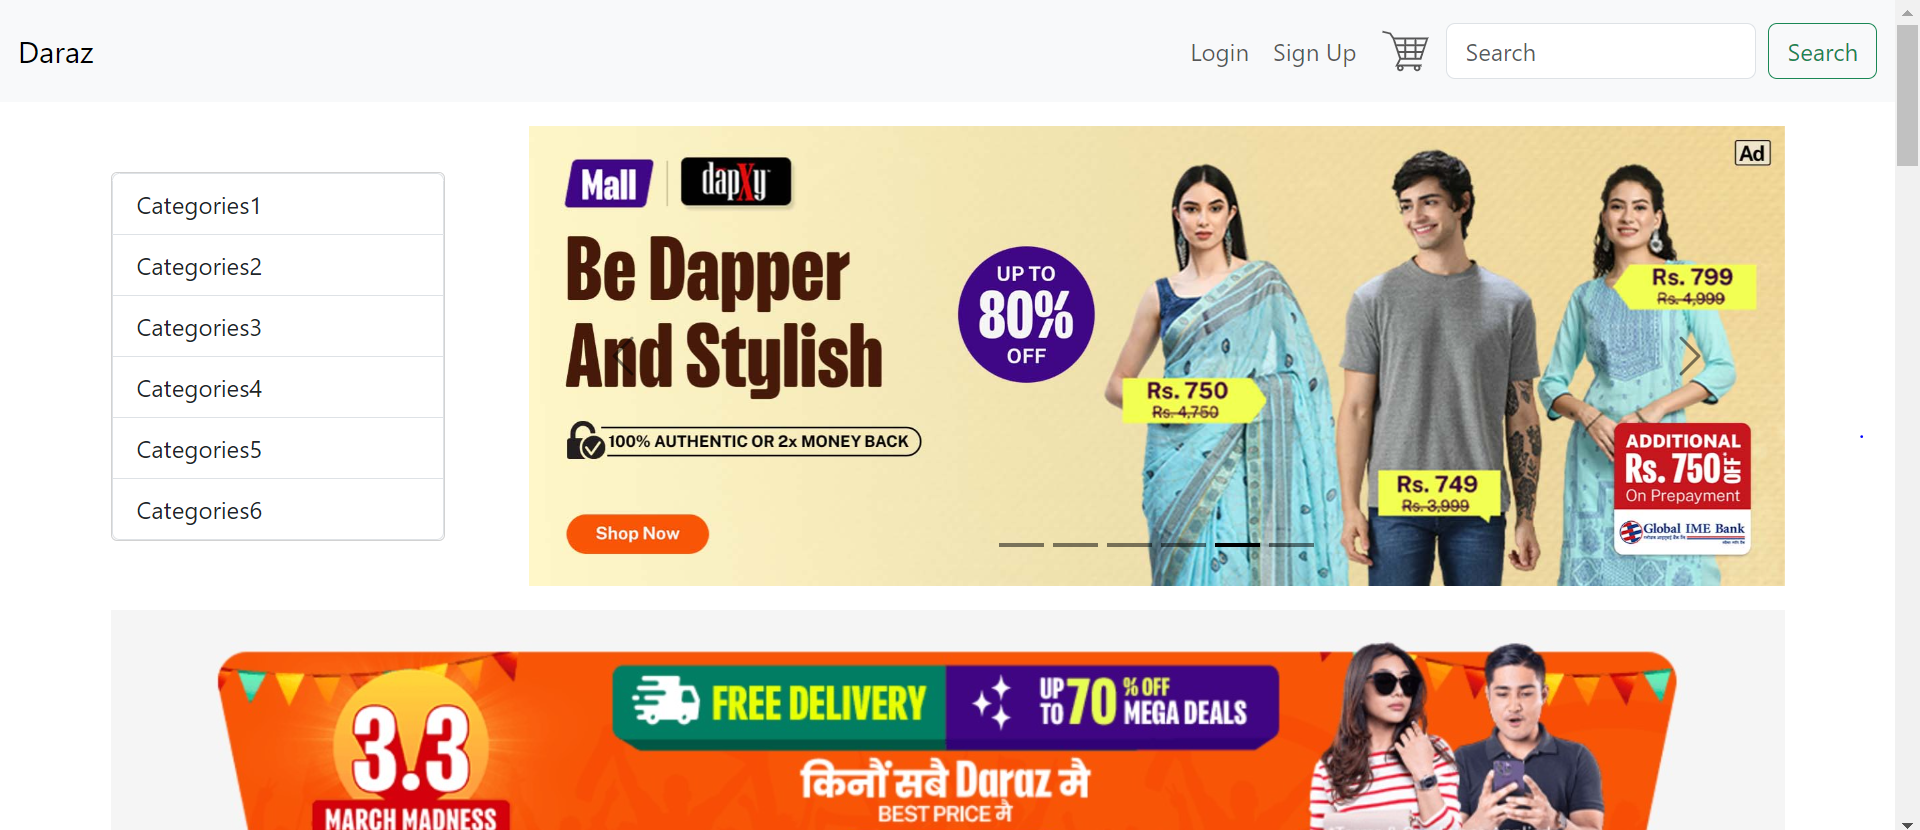 Daraz
Login
Sign Up
Search
Search
Categories1
Categories2
Categories3
Categories4
Categories5
Categories6
Mall
dapXy
Ad
Be Dapper
And Stylish
UP TO
80%
OFF
100% AUTHENTIC OR 2x MONEY BACK
Shop Now
Rs. 750
Rs. 4,750
Rs. 749
Rs. 3,999
Rs. 799
Rs. 4,999
ADDITIONAL
Rs. 750 OFF*
On Prepayment
Global IME Bank
3.3
MARCH MADNESS
FREE DELIVERY
UP TO 70% OFF
MEGA DEALS
किनौं सबै Daraz मै
BEST PRICE मै